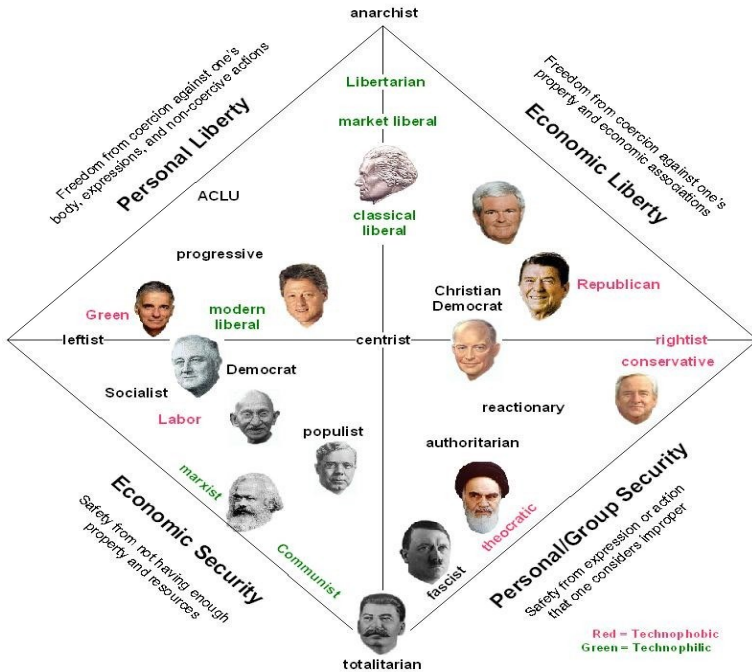 anarchist
Freedom from coercion against one's
body, expressions, and non-coercive actions
Personal Liberty
Freedom from coercion against one's
property and economic associations
Economic Liberty
Libertarian
market liberal
ACLU
classical
liberal
progressive
Green
modern
liberal
Christian
Democrat
Republican
leftist
centrist
rightist
conservative
Democrat
Socialist
Labor
populist
reactionary
authoritarian
marxist
Communist
theocratic
fascist
Economic Security
Safety from not having enough
property and resources
Personal/Group Security
Safety from expression or action
that one considers improper
totalitarian
Red = Technophobic
Green = Technophilic